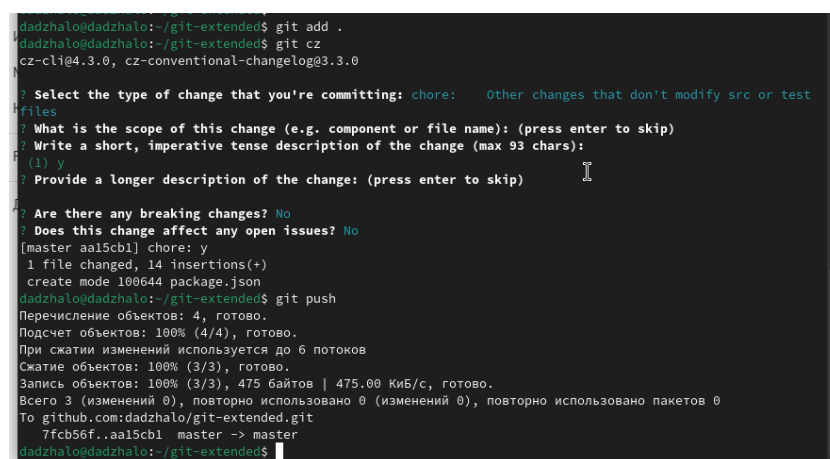 dadzhalo@dadzhalo:~/git-extended$ git add .
dadzhalo@dadzhalo:~/git-extended$ git cz
cz-cli@4.3.0, cz-conventional-changelog@3.3.0
? Select the type of change that you're committing: chore:    Other changes that don't modify src or test
files
? What is the scope of this change (e.g. component or file name): (press enter to skip)
? Write a short, imperative tense description of the change (max 93 chars):
(1) y
? Provide a longer description of the change: (press enter to skip)
? Are there any breaking changes? No
? Does this change affect any open issues? No
[master aa15cb1] chore: y
1 file changed, 14 insertions(+)
create mode 100644 package.json
dadzhalo@dadzhalo:~/git-extended$ git push
Перечисление объектов: 4, готово.
Подсчет объектов: 100% (4/4), готово.
При сжатии изменений используется до 6 потоков
Сжатие объектов: 100% (3/3), готово.
Запись объектов: 100% (3/3), 475 байтов | 475.00 КиБ/с, готово.
Всего 3 (изменений 0), повторно использовано 0 (изменений 0), повторно использовано пакетов 0
To github.com:dadzhalo/git-extended.git
7fcb56f..aa15cb1  master -> master
dadzhalo@dadzhalo:~/git-extended$